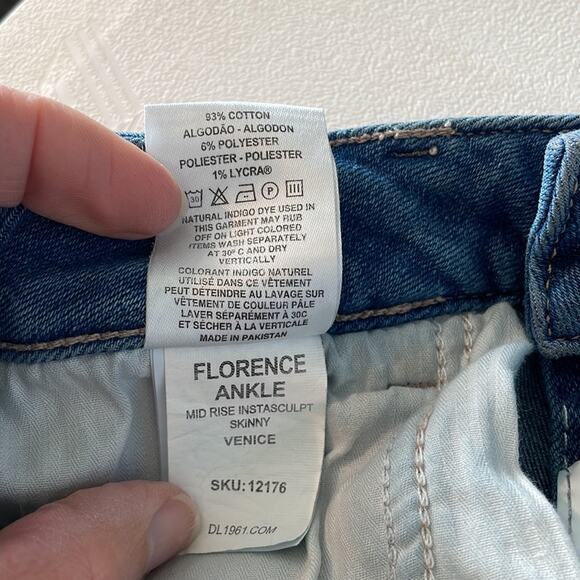 93% COTTON
ALGODÃO - ALGODON
6% POLYESTER
POLIESTER - POLIESTER
1% LYCRA®
30 P
NATURAL INDIGO DYE USED IN
THIS GARMENT MAY RUB
OFF ON LIGHT COLORED
ITEMS WASH SEPARATELY
AT 30º C AND DRY
VERTICALLY
COLORANT INDIGO NATUREL
UTILISÉ DANS CE VÊTEMENT
PEUT DÉTEINDRE AU LAVAGE SUR
VÊTEMENT DE COULEUR PÂLE
LAVER SÉPARÉMENT À 30C
ET SÉCHER À LA VERTICALE
MADE IN PAKISTAN
FLORENCE
ANKLE
MID RISE INSTASCULPT
SKINNY
VENICE
SKU:12176
DL1961.COM